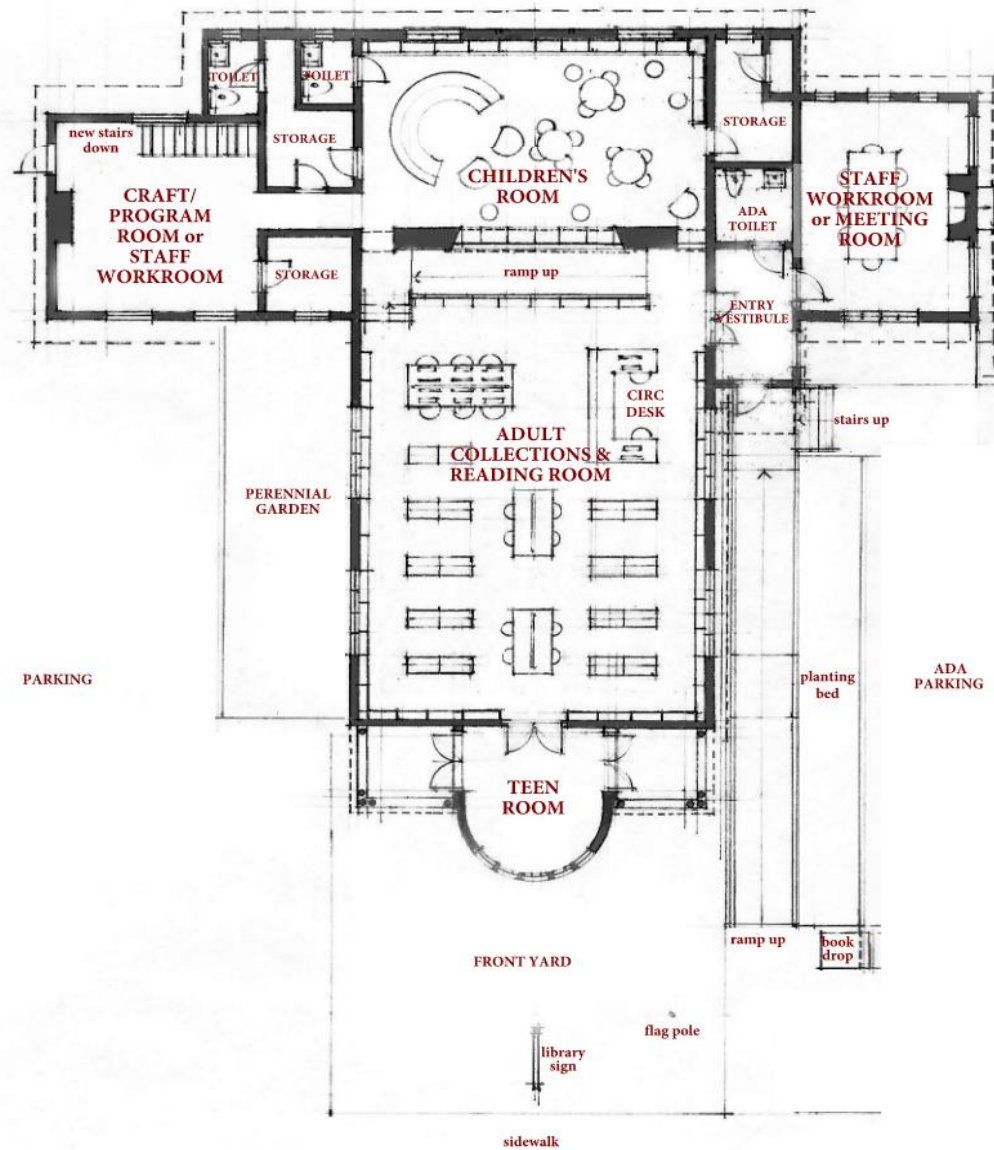 TOILET
TOILET
new stairs
down
STORAGE
STORAGE
CRAFT/
PROGRAM
ROOM or
STAFF
WORKROOM
CHILDREN'S
ROOM
STAFF
WORKROOM
or MEETING
ROOM
ADA
TOILET
STORAGE
ramp up
ENTRY
VESTIBULE
CIRC
DESK
stairs up
ADULT
COLLECTIONS &
READING ROOM
PERENNIAL
GARDEN
PARKING
planting
bed
ADA
PARKING
TEEN
ROOM
ramp up
book
drop
FRONT YARD
flag pole
library
sign
sidewalk